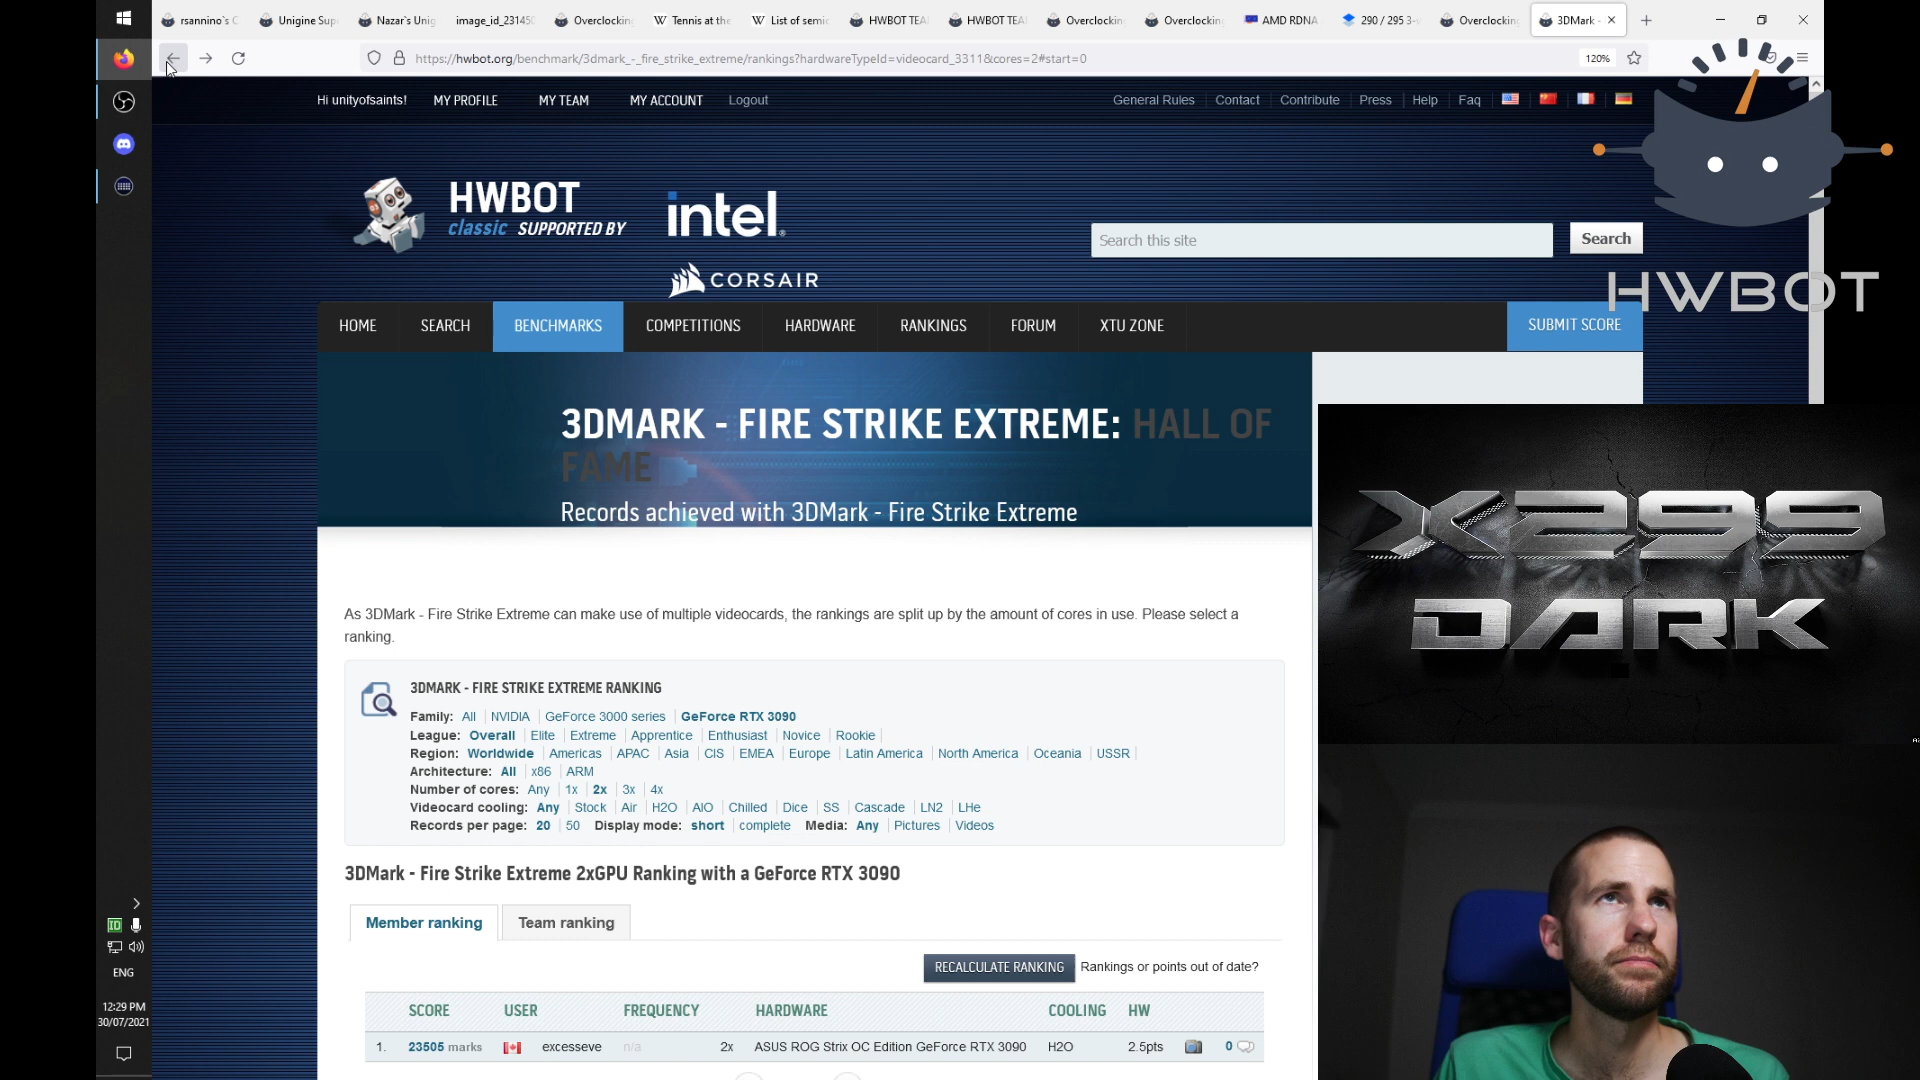 rsannino's C
Unigine Sup
Nazar's Unig
image_id_23145
Overclockin
Tennis at the
List of semic
HWBOT TEA
HWBOT TEA
Overclockin
Overclockin
AMD RDNA
290 / 295 3-
Overclockin
3DMark -
https://hwbot.org/benchmark/3dmark_-_fire_strike_extreme/rankings?hardwareTypeId=videocard_3311&cores=2#start=0
120%
Hi unityofsaints! MY PROFILE MY TEAM MY ACCOUNT Logout
General Rules Contact Contribute Press Help Faq
HWBOT
classic SUPPORTED BY
intel
CORSAIR
Search this site
Search
HWBOT
HOME SEARCH BENCHMARKS COMPETITIONS HARDWARE RANKINGS FORUM XTU ZONE SUBMIT SCORE
3DMARK - FIRE STRIKE EXTREME: HALL OF
FAME
Records achieved with 3DMark - Fire Strike Extreme
X299
DARK
As 3DMark - Fire Strike Extreme can make use of multiple videocards, the rankings are split up by the amount of cores in use. Please select a
ranking.
3DMARK - FIRE STRIKE EXTREME RANKING
Family: All NVIDIA GeForce 3000 series GeForce RTX 3090
League: Overall Elite Extreme Apprentice Enthusiast Novice Rookie
Region: Worldwide Americas APAC Asia CIS EMEA Europe Latin America North America Oceania USSR
Architecture: All x86 ARM
Number of cores: Any 1x 2x 3x 4x
Videocard cooling: Any Stock Air H2O AIO Chilled Dice SS Cascade LN2 LHe
Records per page: 20 50 Display mode: short complete Media: Any Pictures Videos
3DMark - Fire Strike Extreme 2xGPU Ranking with a GeForce RTX 3090
Member ranking Team ranking
RECALCULATE RANKING Rankings or points out of date?
SCORE USER FREQUENCY HARDWARE COOLING HW
1. 23505 marks excesseve n/a 2x ASUS ROG Strix OC Edition GeForce RTX 3090 H2O 2.5pts 0
ENG
12:29 PM
30/07/2021